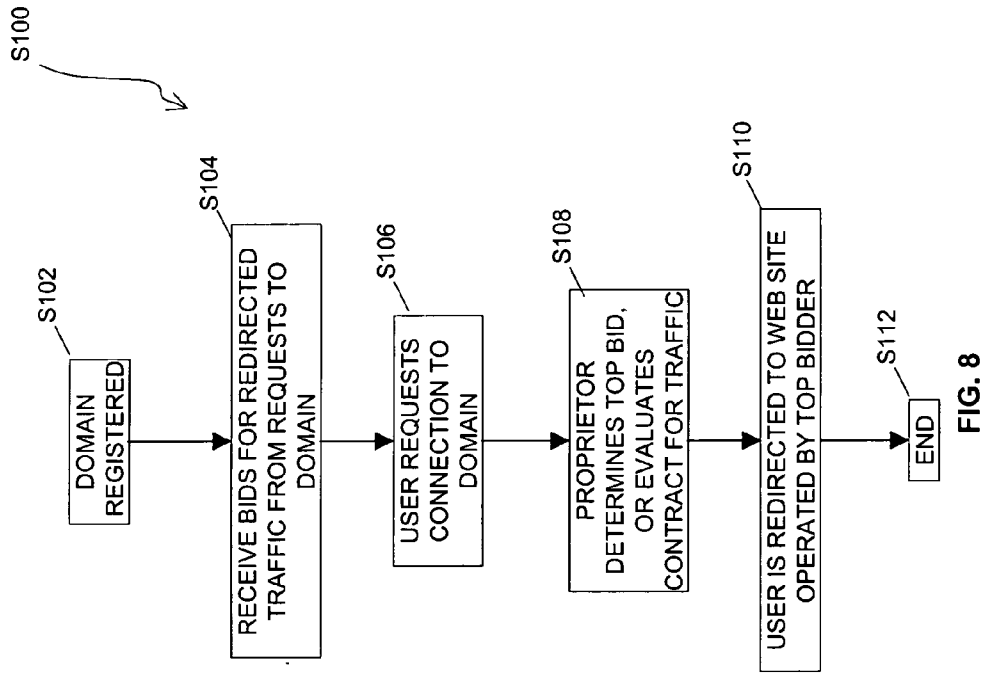 S100
S102
DOMAIN
REGISTERED
S104
RECEIVE BIDS FOR REDIRECTED
TRAFFIC FROM REQUESTS TO
DOMAIN
S106
USER REQUESTS
CONNECTION TO
DOMAIN
S108
PROPRIETOR
DETERMINES TOP BID,
OR EVALUATES
CONTRACT FOR TRAFFIC
S110
USER IS REDIRECTED TO WEB SITE
OPERATED BY TOP BIDDER
S112
END
FIG. 8